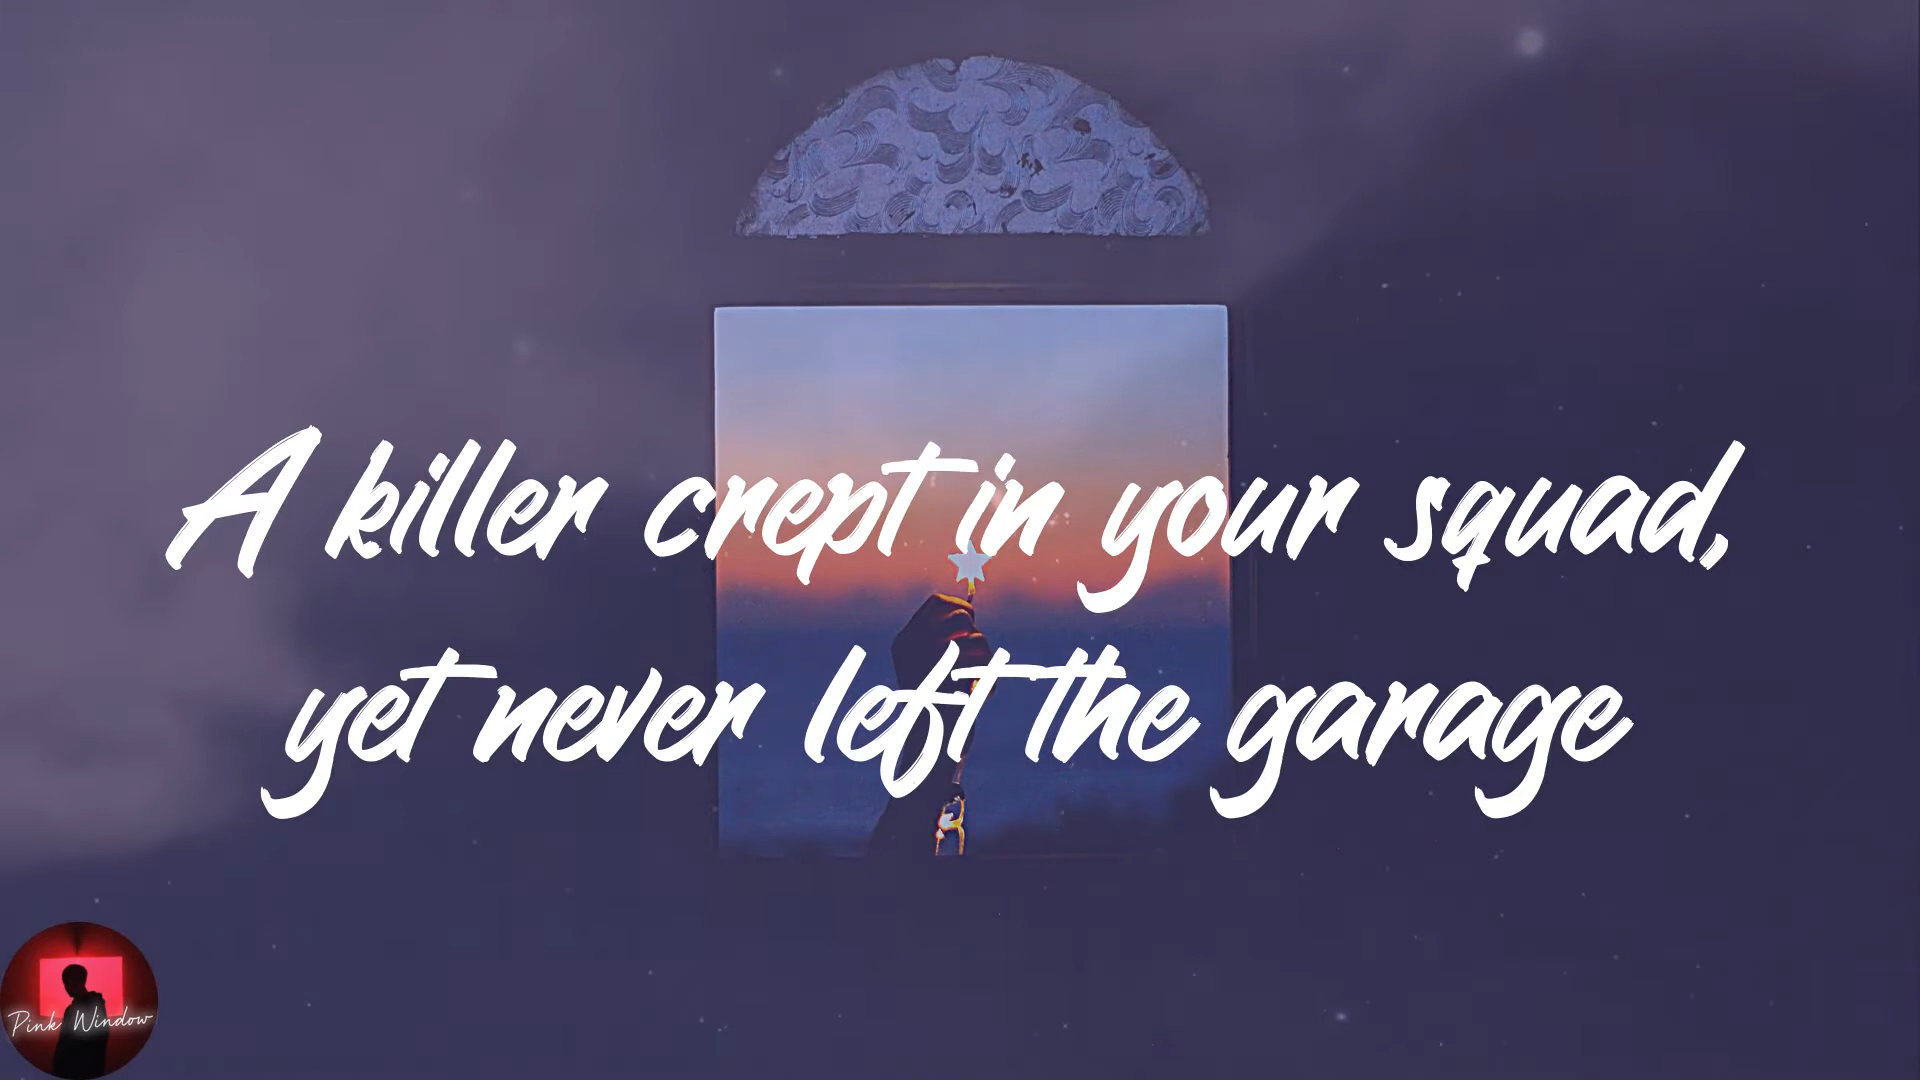 A killer crept in your squad,
yet never left the garage
Pink Window